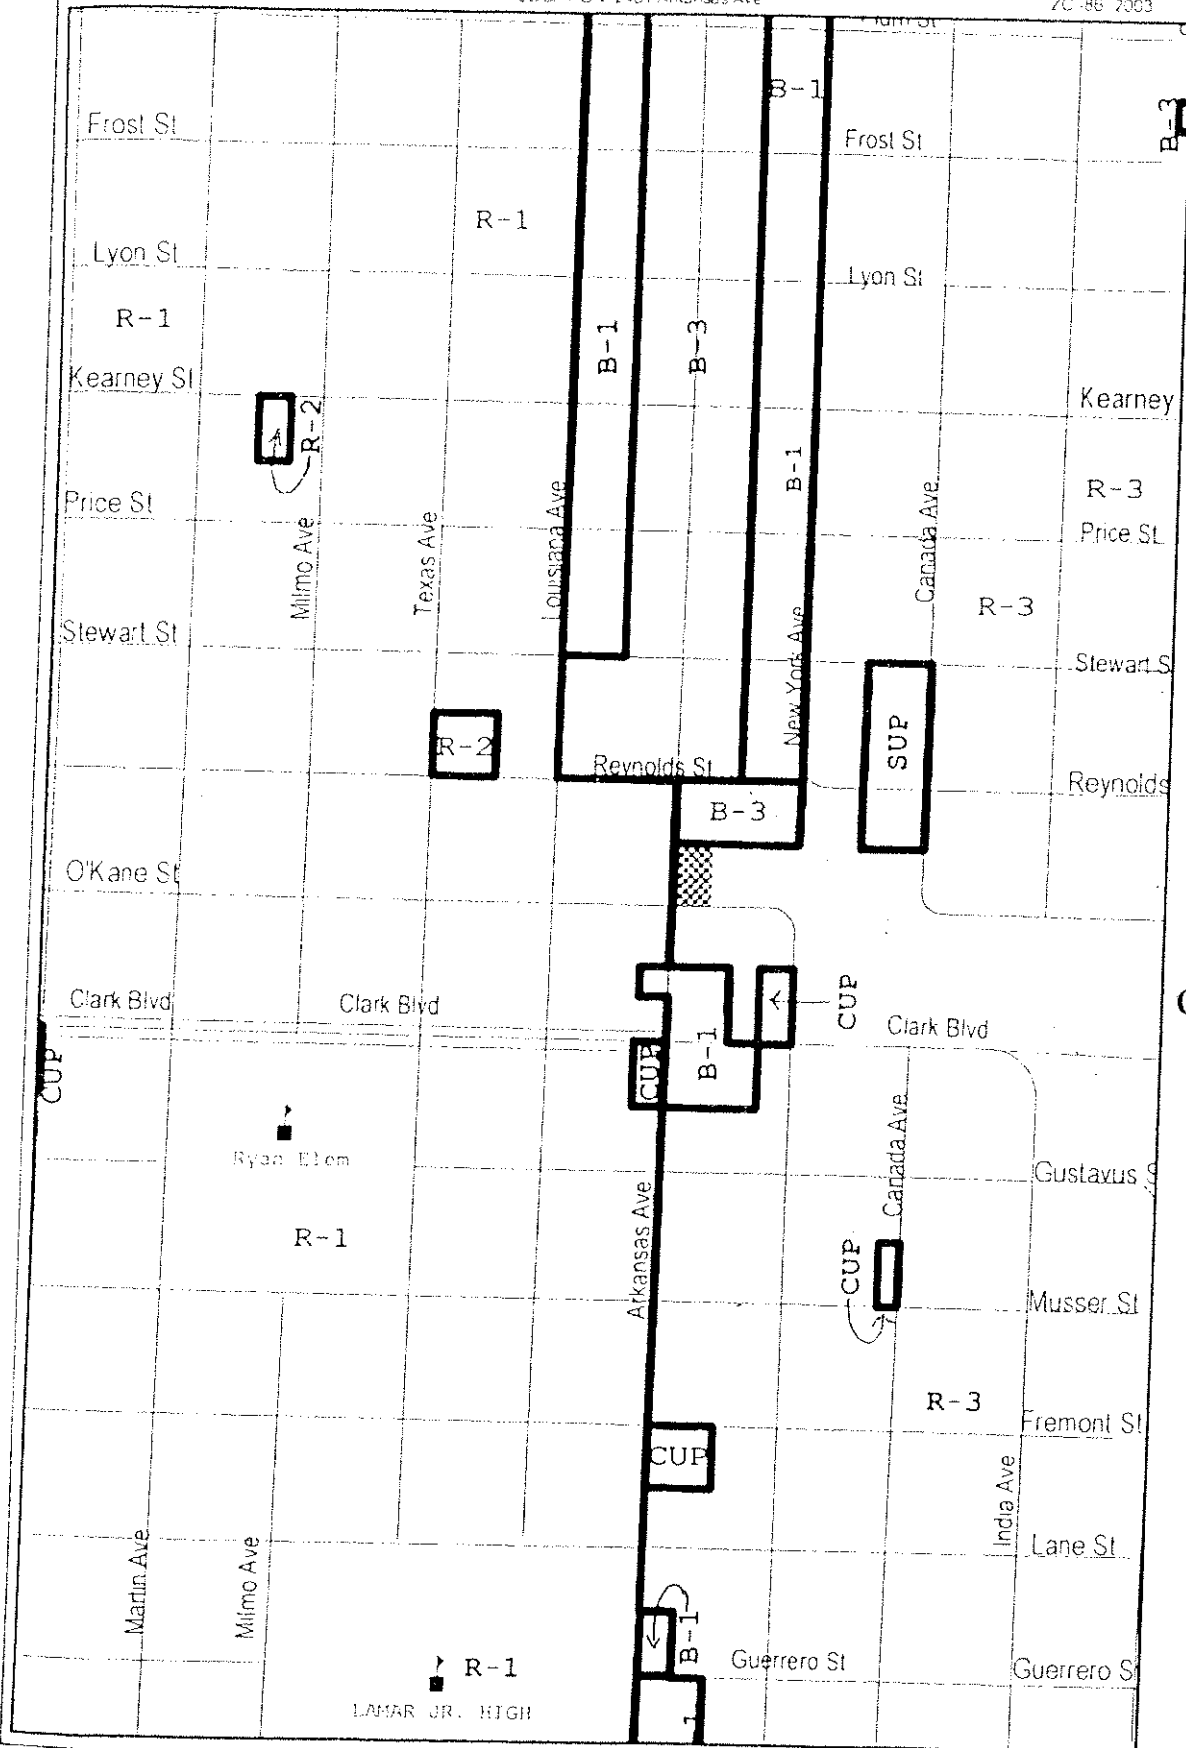 ZC-86-2003
Plum St
B-1
B-3
Frost St
Frost St
R-1
Lyon St
Lyon St
R-1
B-1
B-3
Kearney St
Kearney
R-2
B-1
R-3
Price St
Price St
Milmo Ave
Texas Ave
Louisiana Ave
Canada Ave
R-3
Stewart St
New York Ave
Stewart S
R-2
SUP
Reynolds St
Reynolds
B-3
O'Kane St
Clark Blvd
Clark Blvd
CUP
Clark Blvd
CUP
CUP
B-1
Ryan Elem
Canada Ave
Gustavus S
R-1
Arkansas Ave
CUP
Musser St
R-3
Fremont St
CUP
India Ave
Lane St
Martin Ave
Milmo Ave
B-1
Guerrero St
Guerrero S
R-1
LAMAR JR. HIGH
1